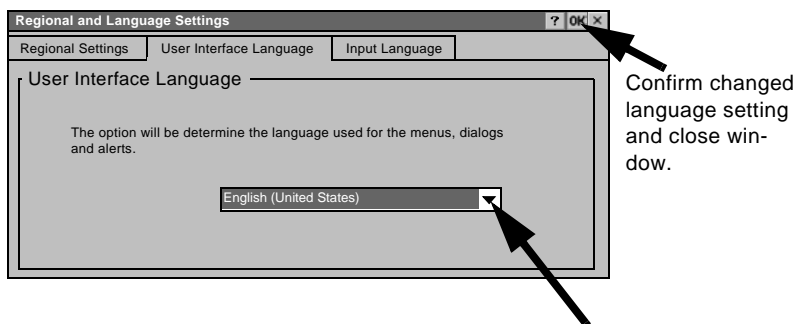 Regional and Language Settings
? OK ×
Regional Settings
User Interface Language
Input Language
User Interface Language
The option will be determine the language used for the menus, dialogs
and alerts.
English (United States)
Confirm changed
language setting
and close win-
dow.